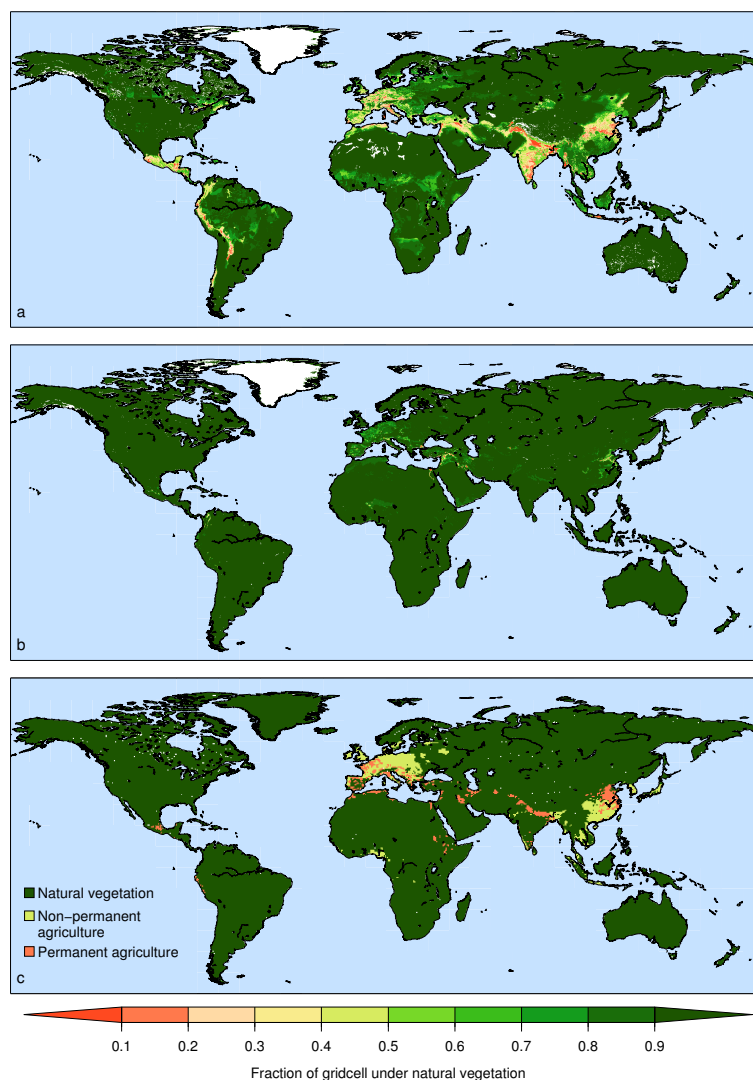 a
b
Natural vegetation
Non−permanent
agriculture
Permanent agriculture
c
0.1 0.2 0.3 0.4 0.5 0.6 0.7 0.8 0.9
Fraction of gridcell under natural vegetation